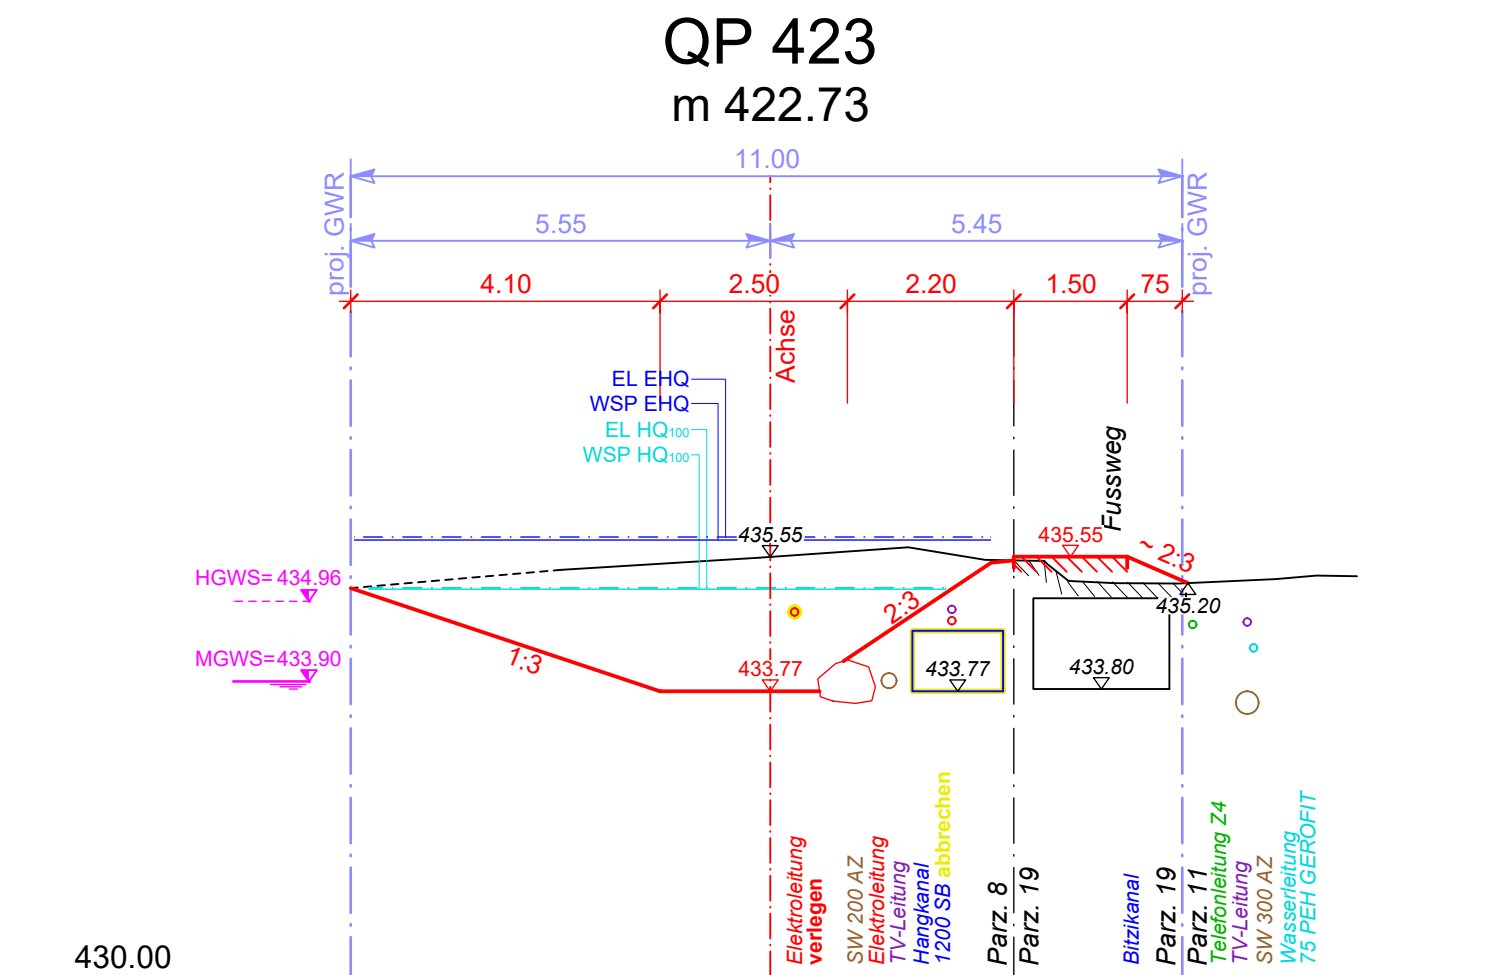 QP 423
m 422.73
11.00
proj. GWR
proj. GWR
5.55
5.45
4.10
2.50
2.20
1.50
75
Achse
EL EHQ
WSP EHQ
EL HQ100
WSP HQ100
Fussweg
435.55
435.55
~ 2:3
HGWS= 434.96
435.20
2:3
MGWS=433.90
1:3
433.77
433.77
433.80
Elektroleitung
verlegen
SW 200 AZ
Elektroleitung
TV-Leitung
Hangkanal
1200 SB abbrechen
Parz. 8
Parz. 19
Bitzikanal
Parz. 19
Parz. 11
Telefonleitung Z4
TV-Leitung
SW 300 AZ
Wasserleitung
75 PEH GEROFIT
430.00